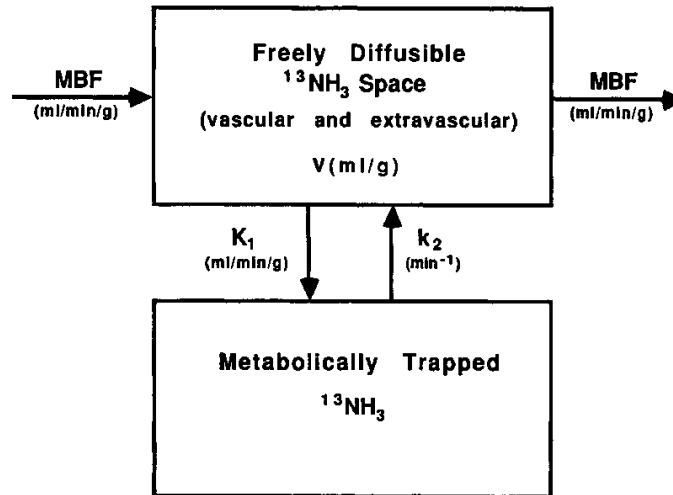 Freely Diffusible
¹³NH₃ Space
(vascular and extravascular)
V(ml/g)
MBF
(ml/min/g)
MBF
(ml/min/g)
K₁
(ml/min/g)
k₂
(min⁻¹)
Metabolically Trapped
¹³NH₃